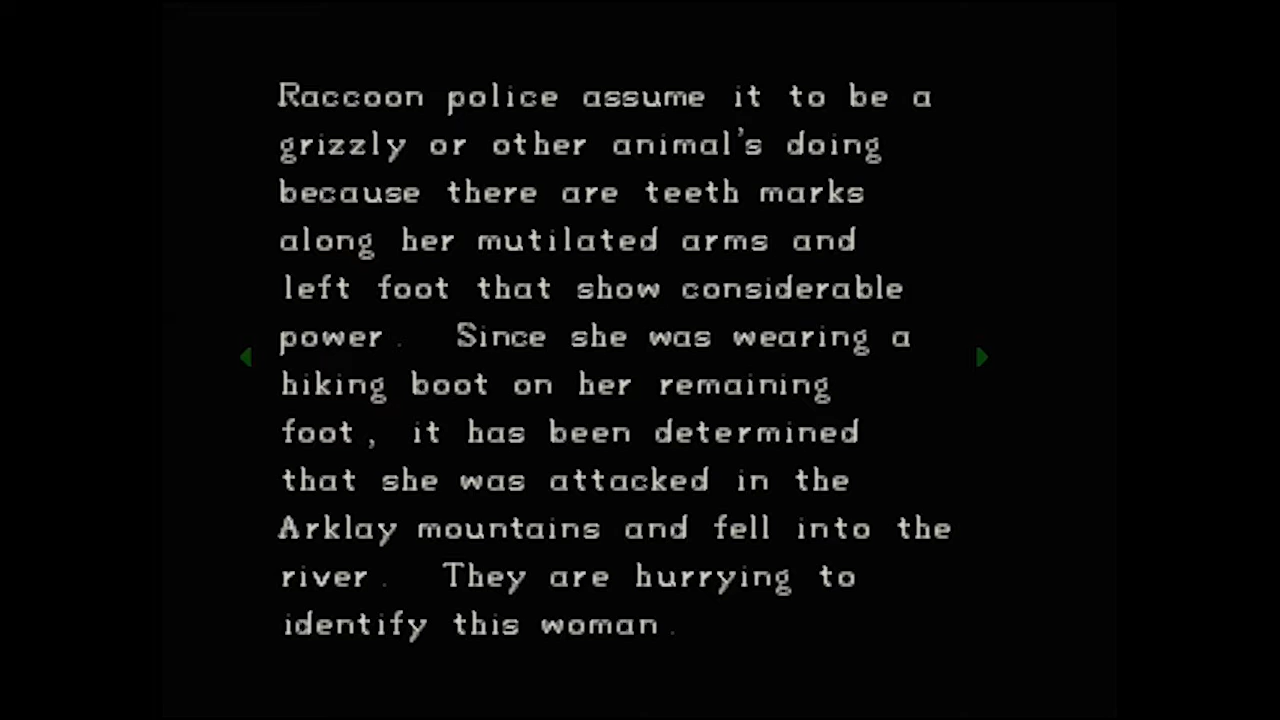 Raccoon police assume it to be a
grizzly or other animal's doing
because there are teeth marks
along her mutilated arms and
left foot that show considerable
power. Since she was wearing a
hiking boot on her remaining
foot, it has been determined
that she was attacked in the
Arklay mountains and fell into the
river. They are hurrying to
identify this woman.